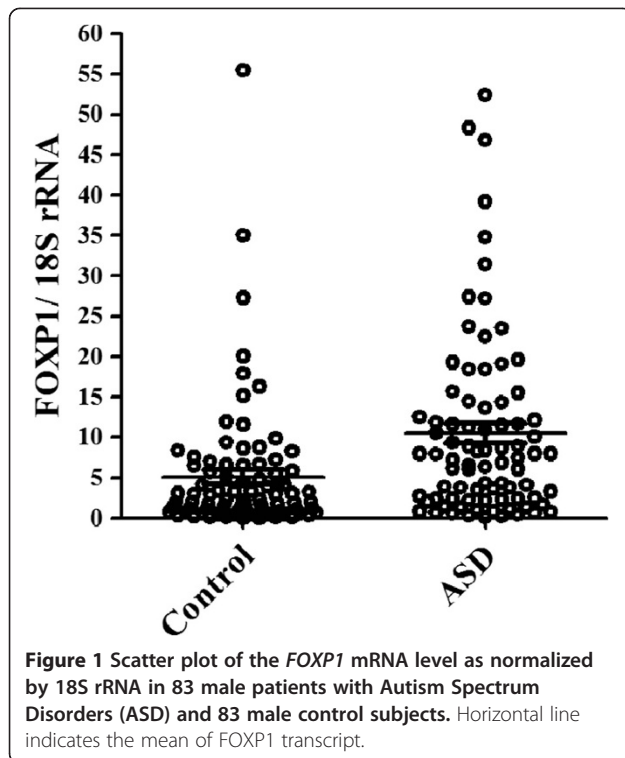 60
55
50
45
40
35
30
25
20
15
10
5
0
FOXP1/ 18S rRNA
Control
ASD
Figure 1 Scatter plot of the FOXP1 mRNA level as normalized
by 18S rRNA in 83 male patients with Autism Spectrum
Disorders (ASD) and 83 male control subjects. Horizontal line
indicates the mean of FOXP1 transcript.